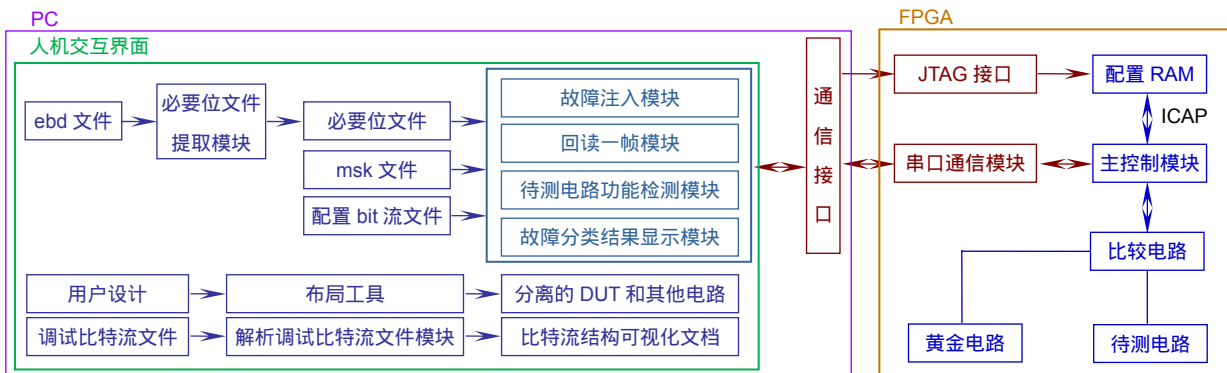 PC
人机交互界面
ebd 文件
必要位文件
提取模块
必要位文件
msk 文件
配置 bit 流文件
故障注入模块
回读一帧模块
待测电路功能检测模块
故障分类结果显示模块
用户设计
布局工具
分离的 DUT 和其他电路
调试比特流文件
解析调试比特流文件模块
比特流结构可视化文档
通
信
接
口
FPGA
JTAG 接口
配置 RAM
ICAP
串口通信模块
主控制模块
比较电路
黄金电路
待测电路